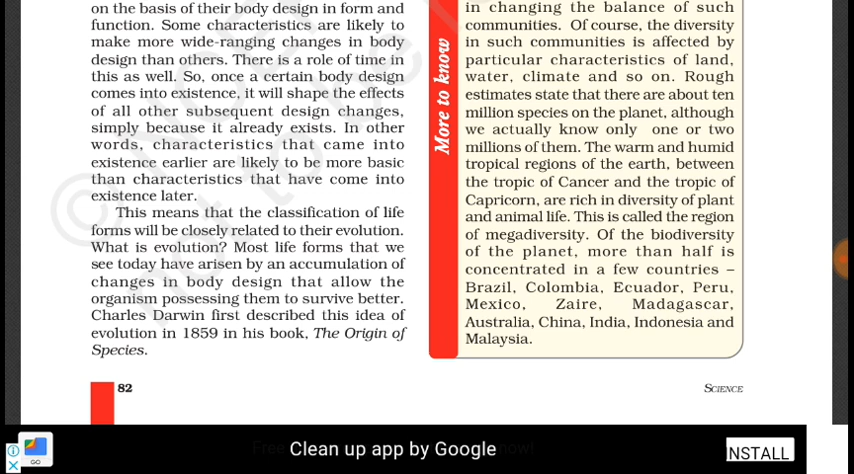 on the basis of their body design in form and
function. Some characteristics are likely to
make more wide-ranging changes in body
design than others. There is a role of time in
this as well. So, once a certain body design
comes into existence, it will shape the effects
of all other subsequent design changes,
simply because it already exists. In other
words, characteristics that came into
existence earlier are likely to be more basic
than characteristics that have come into
existence later.
This means that the classification of life
forms will be closely related to their evolution.
What is evolution? Most life forms that we
see today have arisen by an accumulation of
changes in body design that allow the
organism possessing them to survive better.
Charles Darwin first described this idea of
evolution in 1859 in his book, The Origin of
Species.
More to know
in changing the balance of such
communities. Of course, the diversity
in such communities is affected by
particular characteristics of land,
water, climate and so on. Rough
estimates state that there are about ten
million species on the planet, although
we actually know only one or two
millions of them. The warm and humid
tropical regions of the earth, between
the tropic of Cancer and the tropic of
Capricorn, are rich in diversity of plant
and animal life. This is called the region
of megadiversity. Of the biodiversity
of the planet, more than half is
concentrated in a few countries –
Brazil, Colombia, Ecuador, Peru,
Mexico, Zaire, Madagascar,
Australia, China, India, Indonesia and
Malaysia.
82
SCIENCE
GO
Clean up app by Google
INSTALL